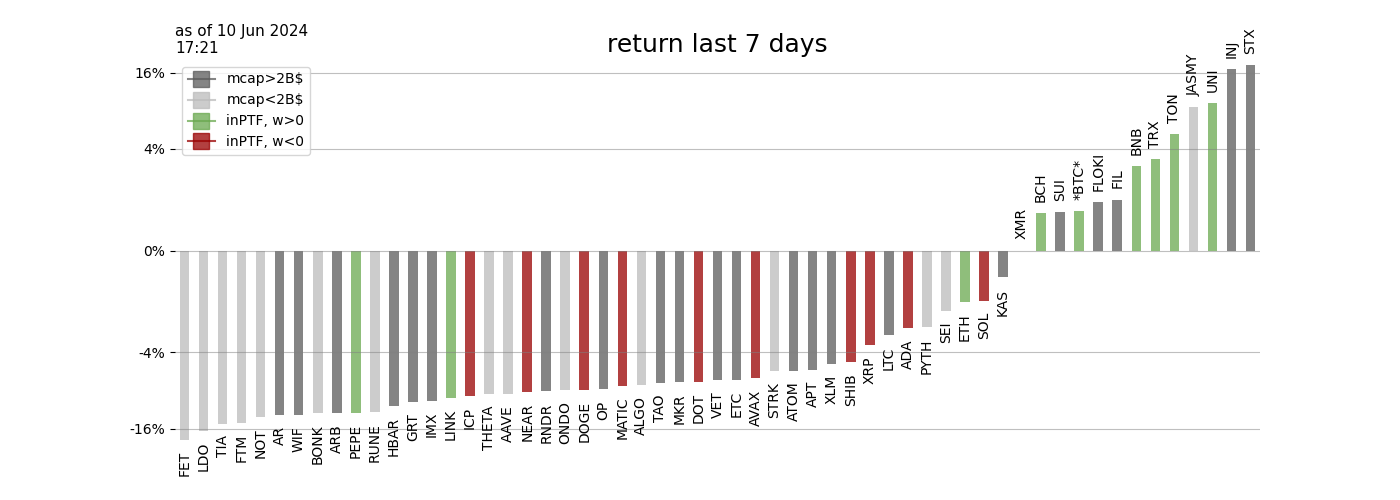 as of 10 Jun 2024
17:21
return last 7 days
mcap>2B$
mcap<2B$
inPTF, w>0
inPTF, w<0
16%
4%
0%
-4%
-16%
FET
LDO
TIA
FTM
NOT
AR
WIF
BONK
ARB
PEPE
RUNE
HBAR
GRT
IMX
LINK
ICP
THETA
AAVE
NEAR
RNDR
ONDO
DOGE
OP
MATIC
ALGO
TAO
MKR
DOT
VET
ETC
AVAX
STRK
ATOM
APT
XLM
SHIB
XRP
LTC
ADA
PYTH
SEI
ETH
SOL
KAS
XMR
BCH
SUI
*BTC*
FLOKI
FIL
BNB
TRX
TON
JASMY
UNI
INJ
STX